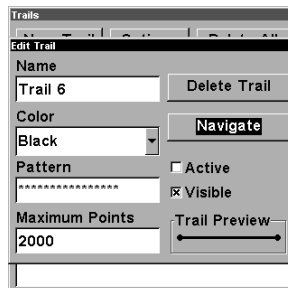 Trails
Edit Trail
Name
Trail 6
Delete Trail
Color
Navigate
Black
Pattern
Active
****************
Visible
Maximum Points
Trail Preview
2000